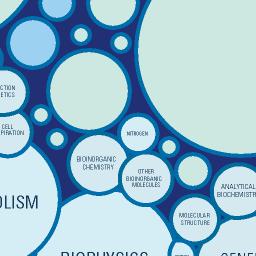 CTION
ETICS
CELL
PIRATION
NITROGEN
BIOINORGANIC
CHEMISTRY
OTHER
BIOINORGANIC
MOLECULES
ANALYTICAL
BIOCHEMISTR
OLISM
MOLECULAR
STRUCTURE
BIOPHYSICS
GENE